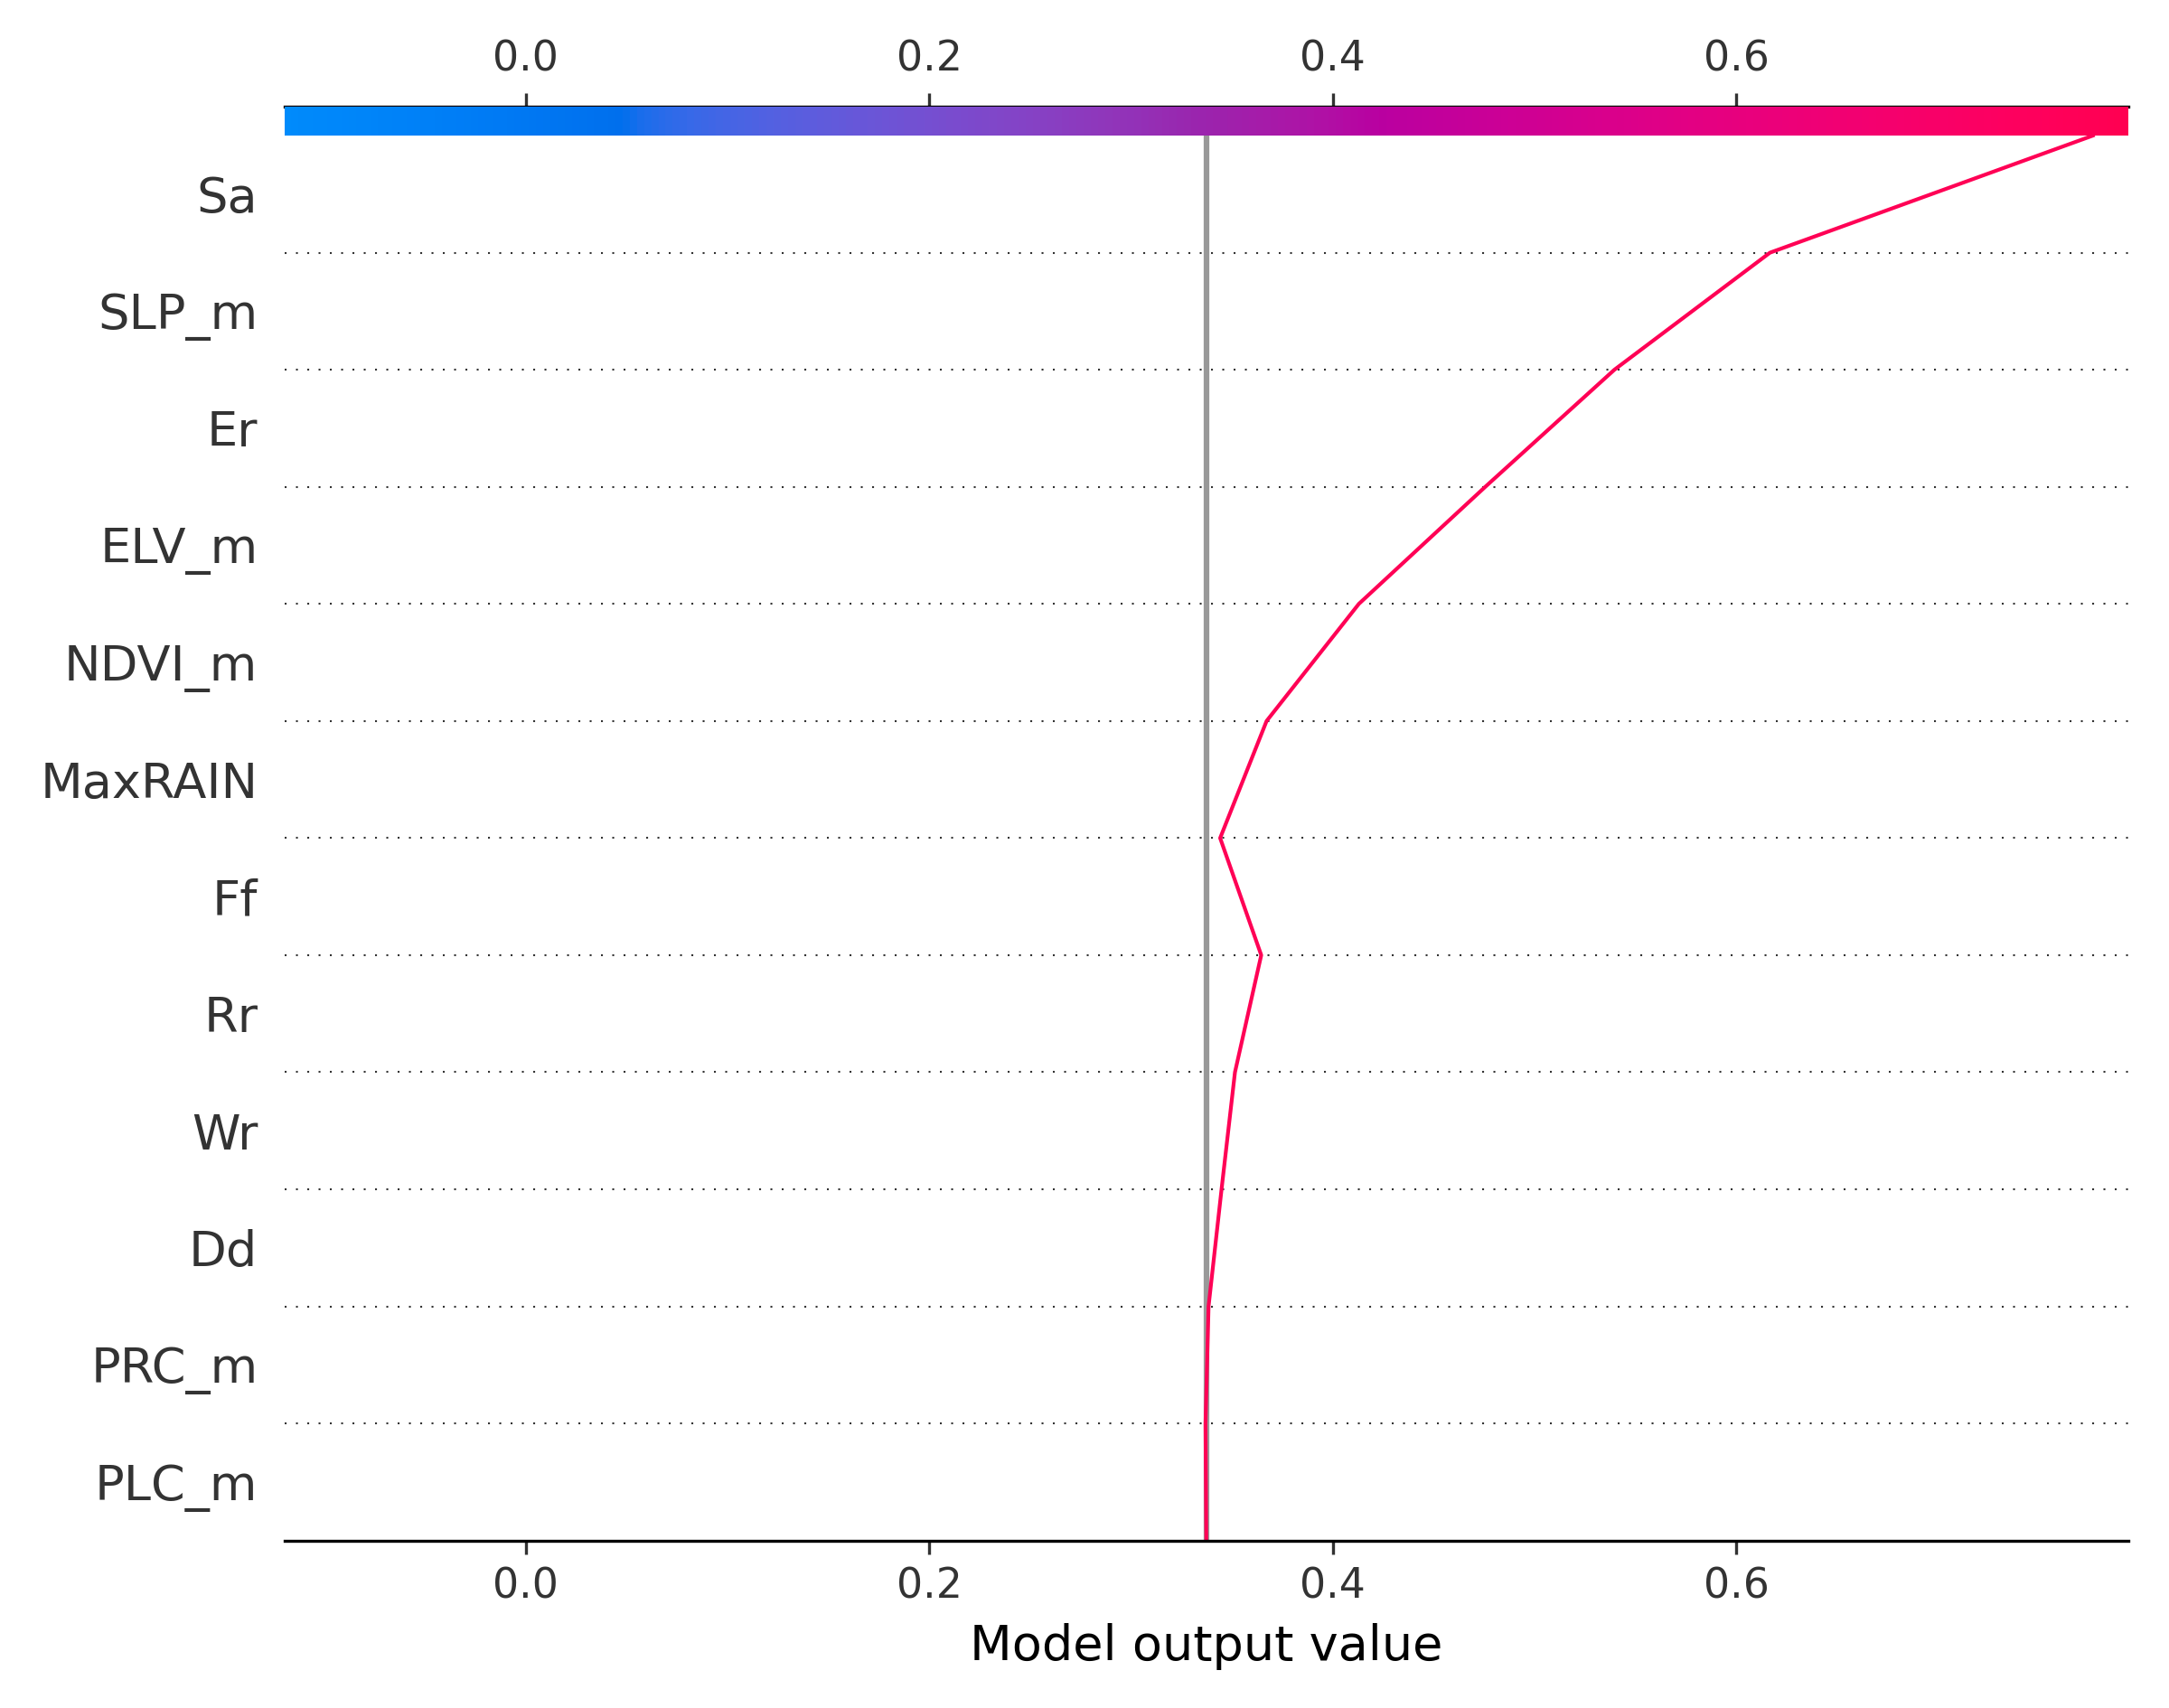 0.0 0.2 0.4 0.6
Sa
SLP_m
Er
ELV_m
NDVI_m
MaxRAIN
Ff
Rr
Wr
Dd
PRC_m
PLC_m
0.0 0.2 0.4 0.6
Model output value